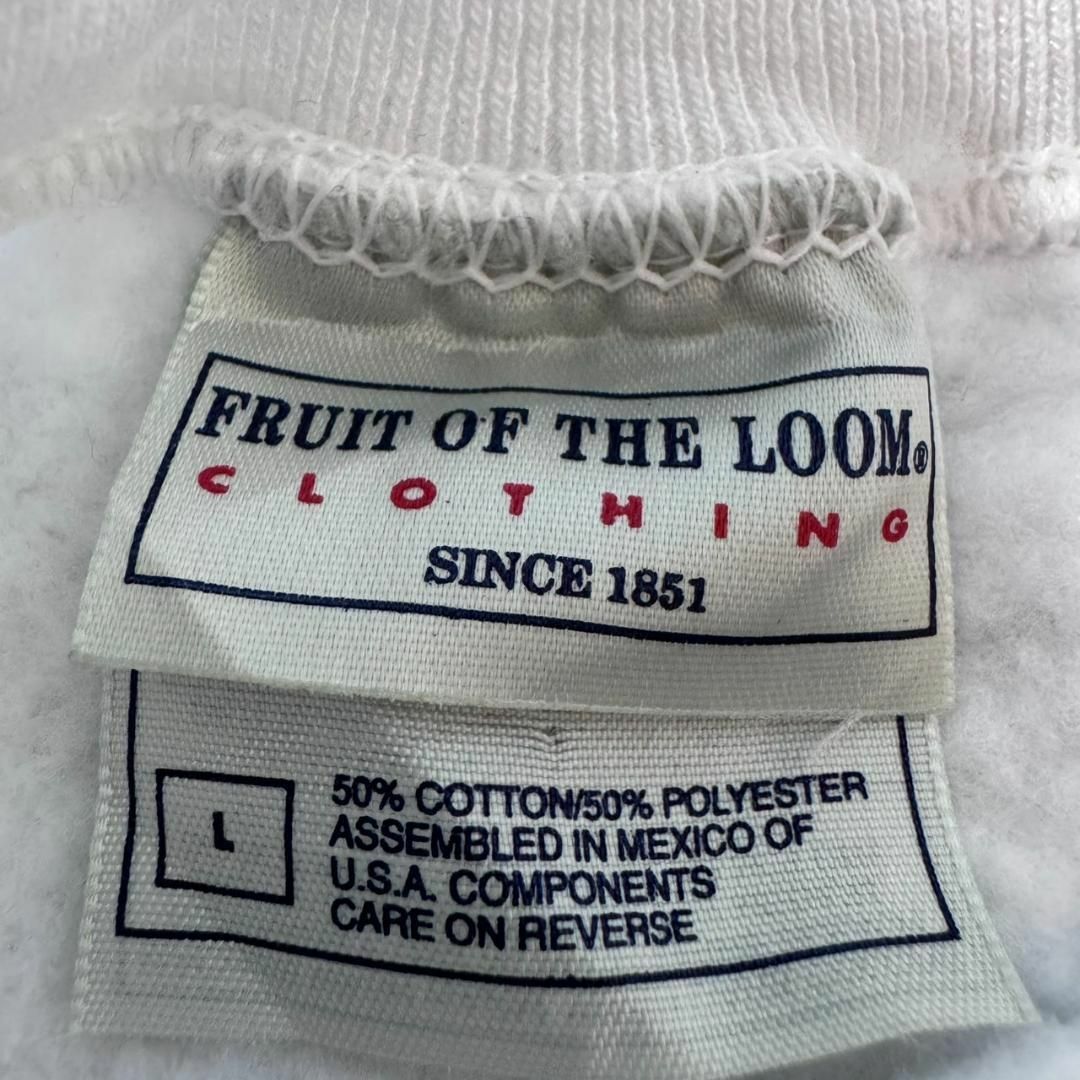 FRUIT OF THE LOOM®
CLOTHING
SINCE 1851
L
50% COTTON/50% POLYESTER
ASSEMBLED IN MEXICO OF
U.S.A. COMPONENTS
CARE ON REVERSE